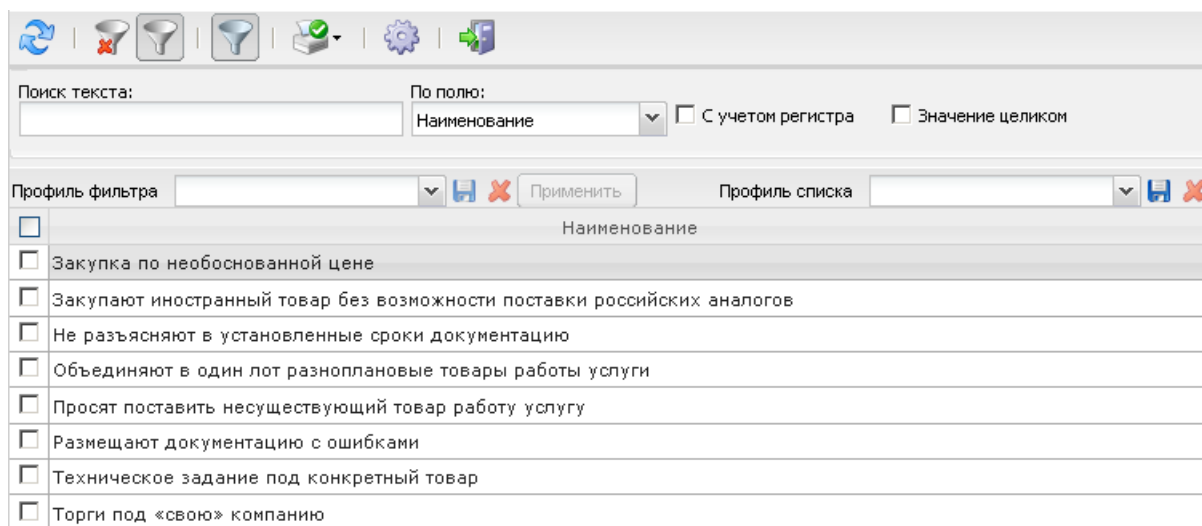 Поиск текста: По полю:
Наименование С учетом регистра Значение целиком
Профиль фильтра Применить Профиль списка
Наименование
Закупка по необоснованной цене
Закупают иностранный товар без возможности поставки российских аналогов
Не разъясняют в установленные сроки документацию
Объединяют в один лот разноплановые товары работы услуги
Просят поставить несуществующий товар работу услугу
Размещают документацию с ошибками
Техническое задание под конкретный товар
Торги под «свою» компанию